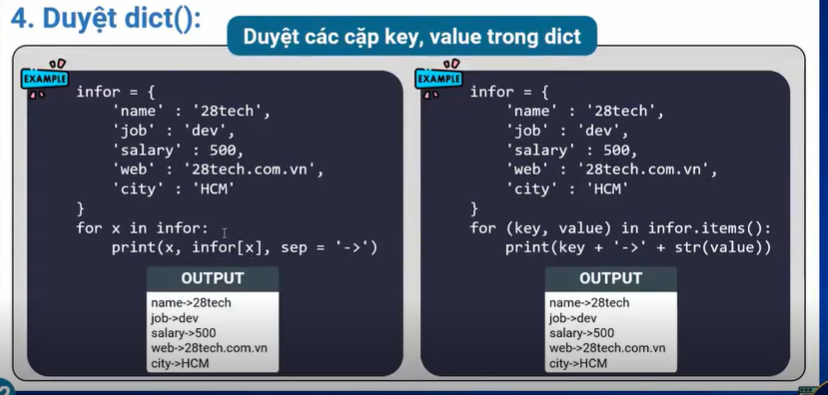 4. Duyệt dict():
Duyệt các cặp key, value trong dict
EXAMPLE
infor = {
'name' : '28tech',
'job' : 'dev',
'salary' : 500,
'web' : '28tech.com.vn',
'city' : 'HCM'
}
for x in infor:
print(x, infor[x], sep = '->')
OUTPUT
name->28tech
job->dev
salary->500
web->28tech.com.vn
city->HCM
EXAMPLE
infor = {
'name' : '28tech',
'job' : 'dev',
'salary' : 500,
'web' : '28tech.com.vn',
'city' : 'HCM'
}
for (key, value) in infor.items():
print(key + '->' + str(value))
OUTPUT
name->28tech
job->dev
salary->500
web->28tech.com.vn
city->HCM